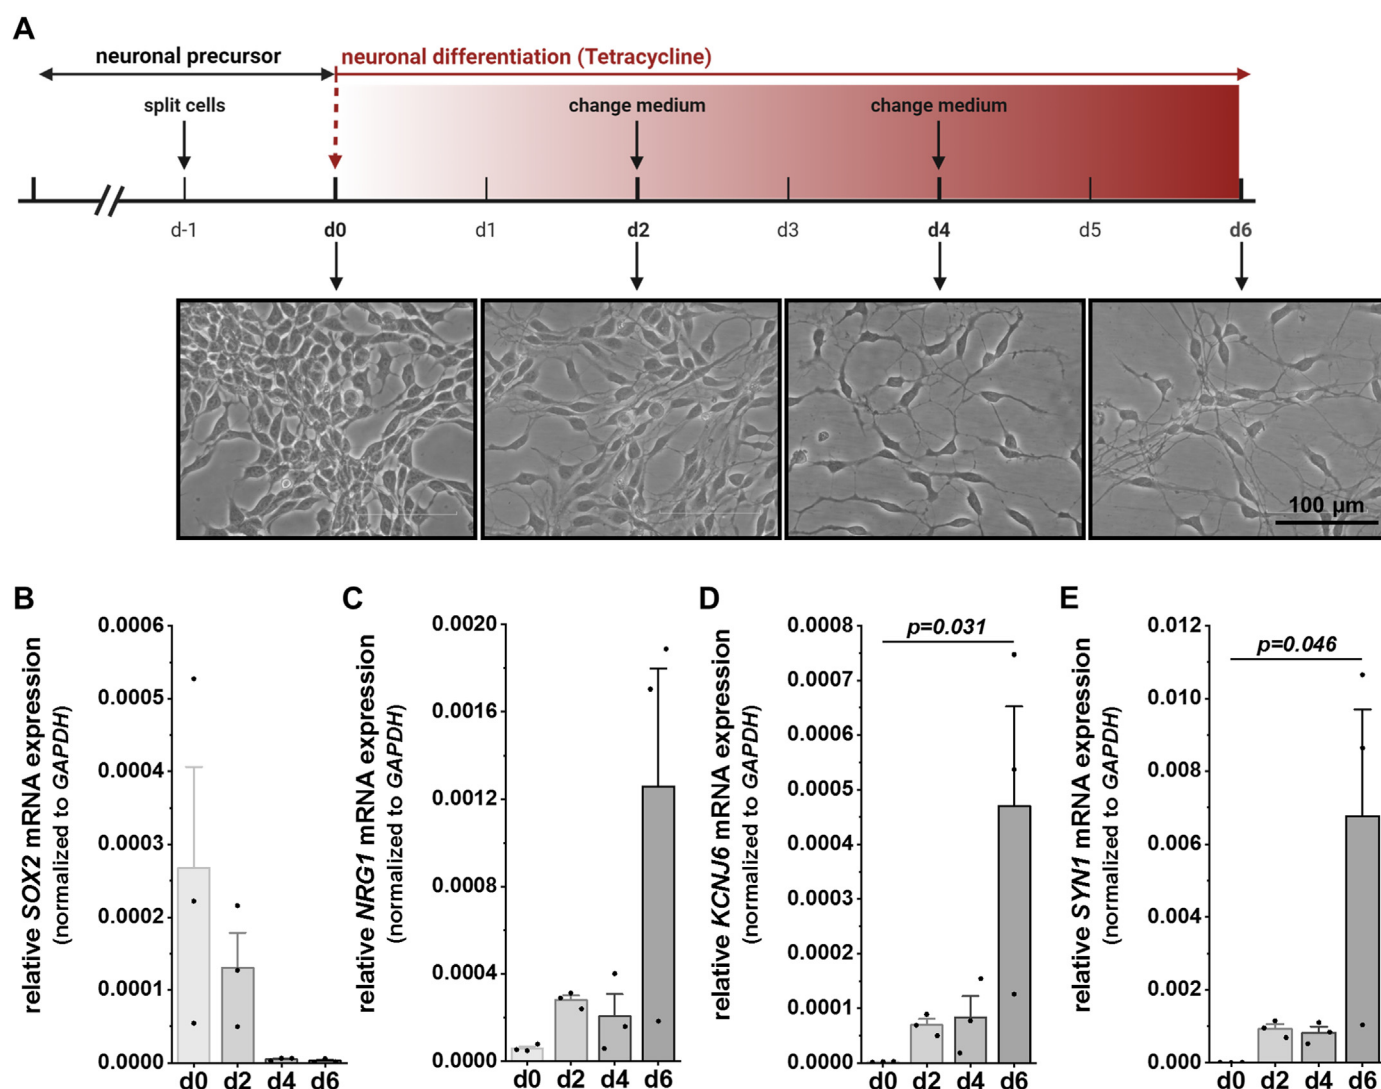 A
neuronal precursor
neuronal differentiation (Tetracycline)
split cells
change medium
change medium
d-1
d0
d1
d2
d3
d4
d5
d6
100 µm
B
relative SOX2 mRNA expression
(normalized to GAPDH)
0.0006
0.0005
0.0004
0.0003
0.0002
0.0001
0.0000
d0 d2 d4 d6
C
relative NRG1 mRNA expression
(normalized to GAPDH)
0.0020
0.0016
0.0012
0.0008
0.0004
0.0000
d0 d2 d4 d6
D
relative KCNJ6 mRNA expression
(normalized to GAPDH)
0.0008
0.0007
0.0006
0.0005
0.0004
0.0003
0.0002
0.0001
0.0000
p=0.031
d0 d2 d4 d6
E
relative SYN1 mRNA expression
(normalized to GAPDH)
0.012
0.010
0.008
0.006
0.004
0.002
0.000
p=0.046
d0 d2 d4 d6